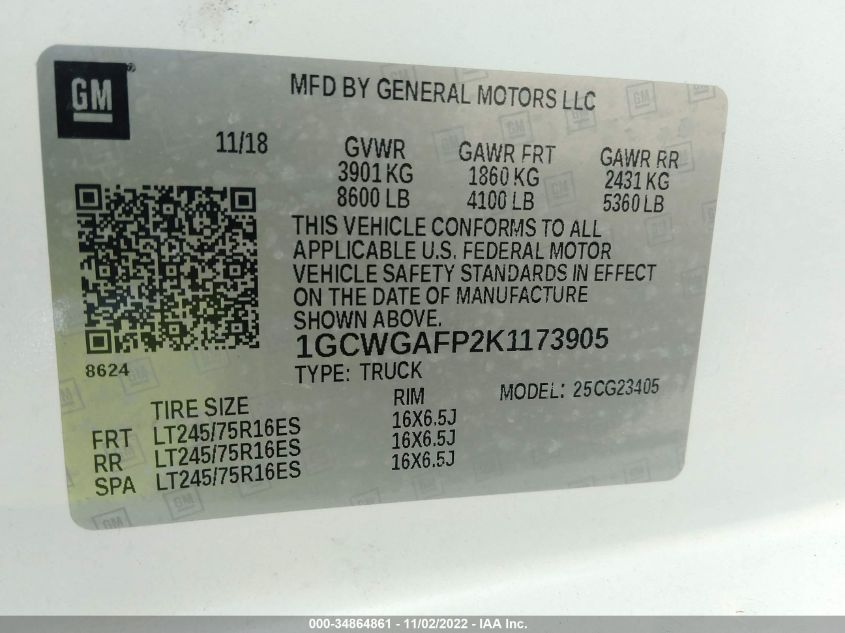 GM
MFD BY GENERAL MOTORS LLC
11/18 GVWR GAWR FRT GAWR RR
3901 KG 1860 KG 2431 KG
8600 LB 4100 LB 5360 LB
THIS VEHICLE CONFORMS TO ALL
APPLICABLE U.S. FEDERAL MOTOR
VEHICLE SAFETY STANDARDS IN EFFECT
ON THE DATE OF MANUFACTURE
SHOWN ABOVE.
8624
1GCWGAFP2K1173905
TYPE: TRUCK MODEL: 25CG23405
TIRE SIZE RIM
FRT LT245/75R16ES 16X6.5J
RR LT245/75R16ES 16X6.5J
SPA LT245/75R16ES 16X6.5J
000-34864861 - 11/02/2022 - IAA Inc.